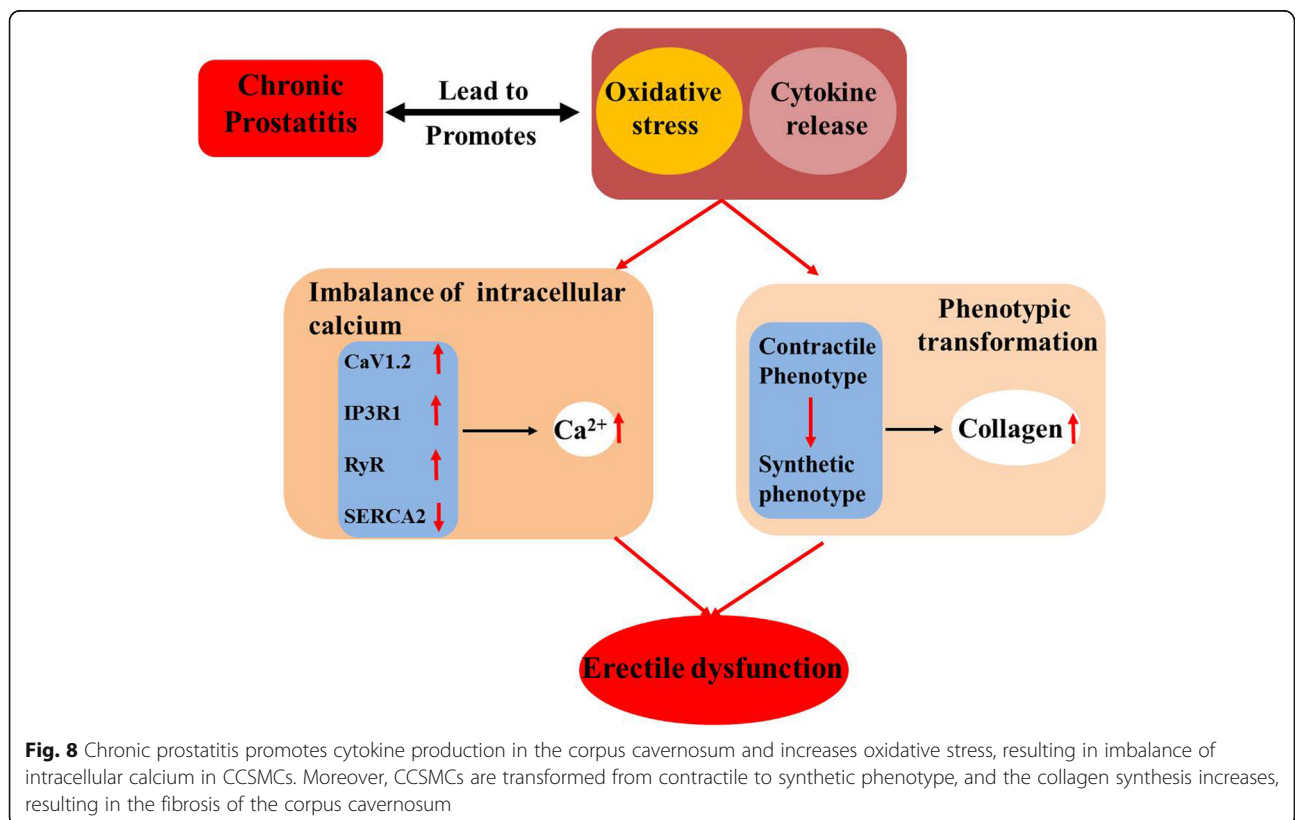 Chronic
Prostatitis
Lead to
Promotes
Oxidative
stress
Cytokine
release
Imbalance of intracellular
calcium
CaV1.2
IP3R1
RyR
SERCA2
Ca²⁺
Phenotypic
transformation
Contractile
Phenotype
Synthetic
phenotype
Collagen
Erectile dysfunction
Fig. 8 Chronic prostatitis promotes cytokine production in the corpus cavernosum and increases oxidative stress, resulting in imbalance of
intracellular calcium in CCSMCs. Moreover, CCSMCs are transformed from contractile to synthetic phenotype, and the collagen synthesis increases,
resulting in the fibrosis of the corpus cavernosum